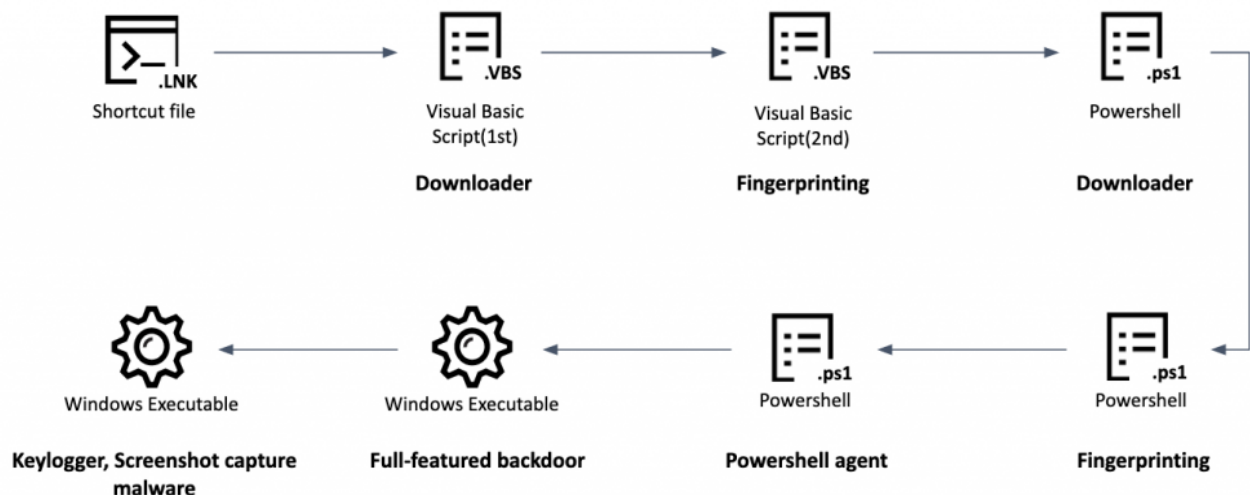 .LNK
Shortcut file
.VBS
Visual Basic
Script(1st)
Downloader
.VBS
Visual Basic
Script(2nd)
Fingerprinting
.ps1
Powershell
Downloader
.ps1
Powershell
Fingerprinting
.ps1
Powershell
Powershell agent
Windows Executable
Full-featured backdoor
Windows Executable
Keylogger, Screenshot capture
malware